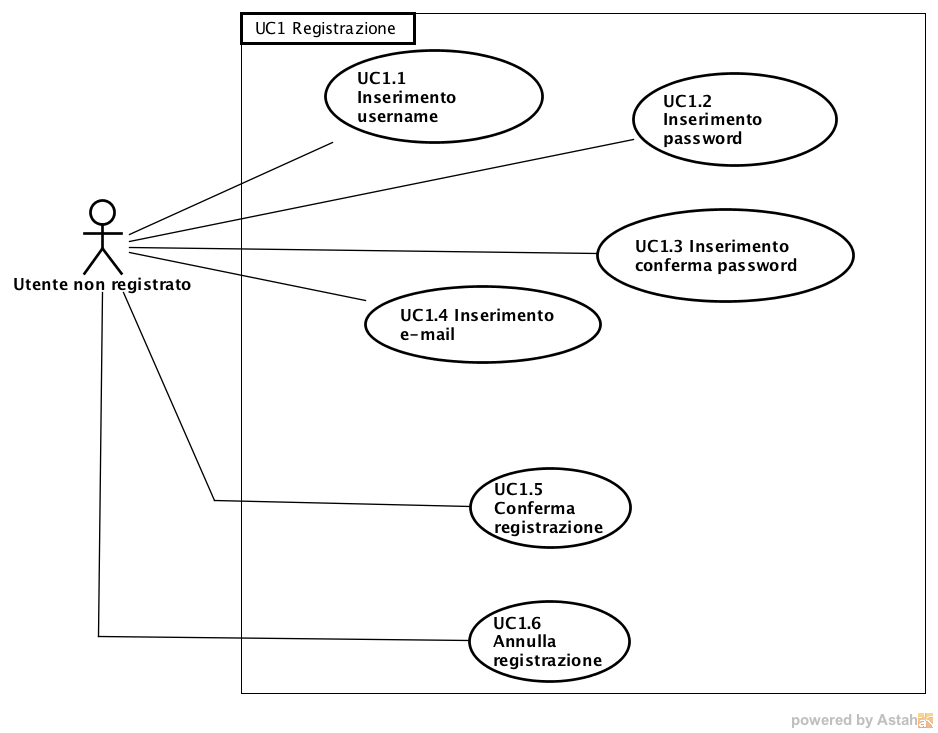 UC1 Registrazione
UC1.1
Inserimento
username
UC1.2
Inserimento
password
UC1.3 Inserimento
conferma password
Utente non registrato
UC1.4 Inserimento
e-mail
UC1.5
Conferma
registrazione
UC1.6
Annulla
registrazione
powered by Astah